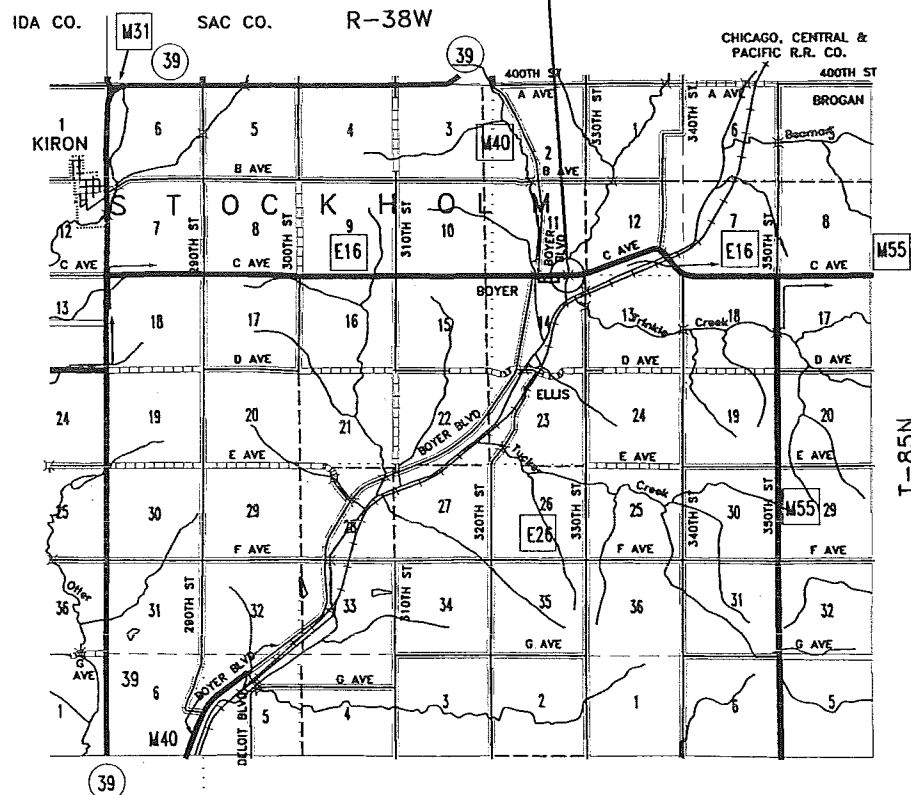 IDA CO. SAC CO. R-38W
M31
39 39
CHICAGO, CENTRAL &
PACIFIC R.R. CO.
400TH ST 400TH ST
A AVE A AVE BROGAN
330TH ST 340TH ST
1 6 5 4 3 2 1 6 5
KIRON M40 Beaman
B AVE B AVE
STOCKHOLM
12 7 8 9 10 11 12 7 8
290TH ST 300TH ST 310TH ST BOYER BLVD 350TH ST
E16 E16 M55
C AVE C AVE C AVE C AVE
BOYER
13 18 17 16 15 14 13 18 17
Trinkle Creek
D AVE D AVE D AVE
ELLIS
24 19 20 21 22 23 24 19 20
BOYER BLVD
T-85N
E AVE E AVE
Tucker Creek
25 30 29 28 27 26 25 30 29
320TH ST 330TH ST 340TH ST 350TH ST
E26 M55
F AVE F AVE F AVE
Otter
36 31 32 33 34 35 36 31 32
290TH ST 310TH ST
G AVE G AVE G AVE
BOYER BLVD
39 G AVE
1 6 5 4 3 2 1 6 5
M40 DELOIT BLVD
39